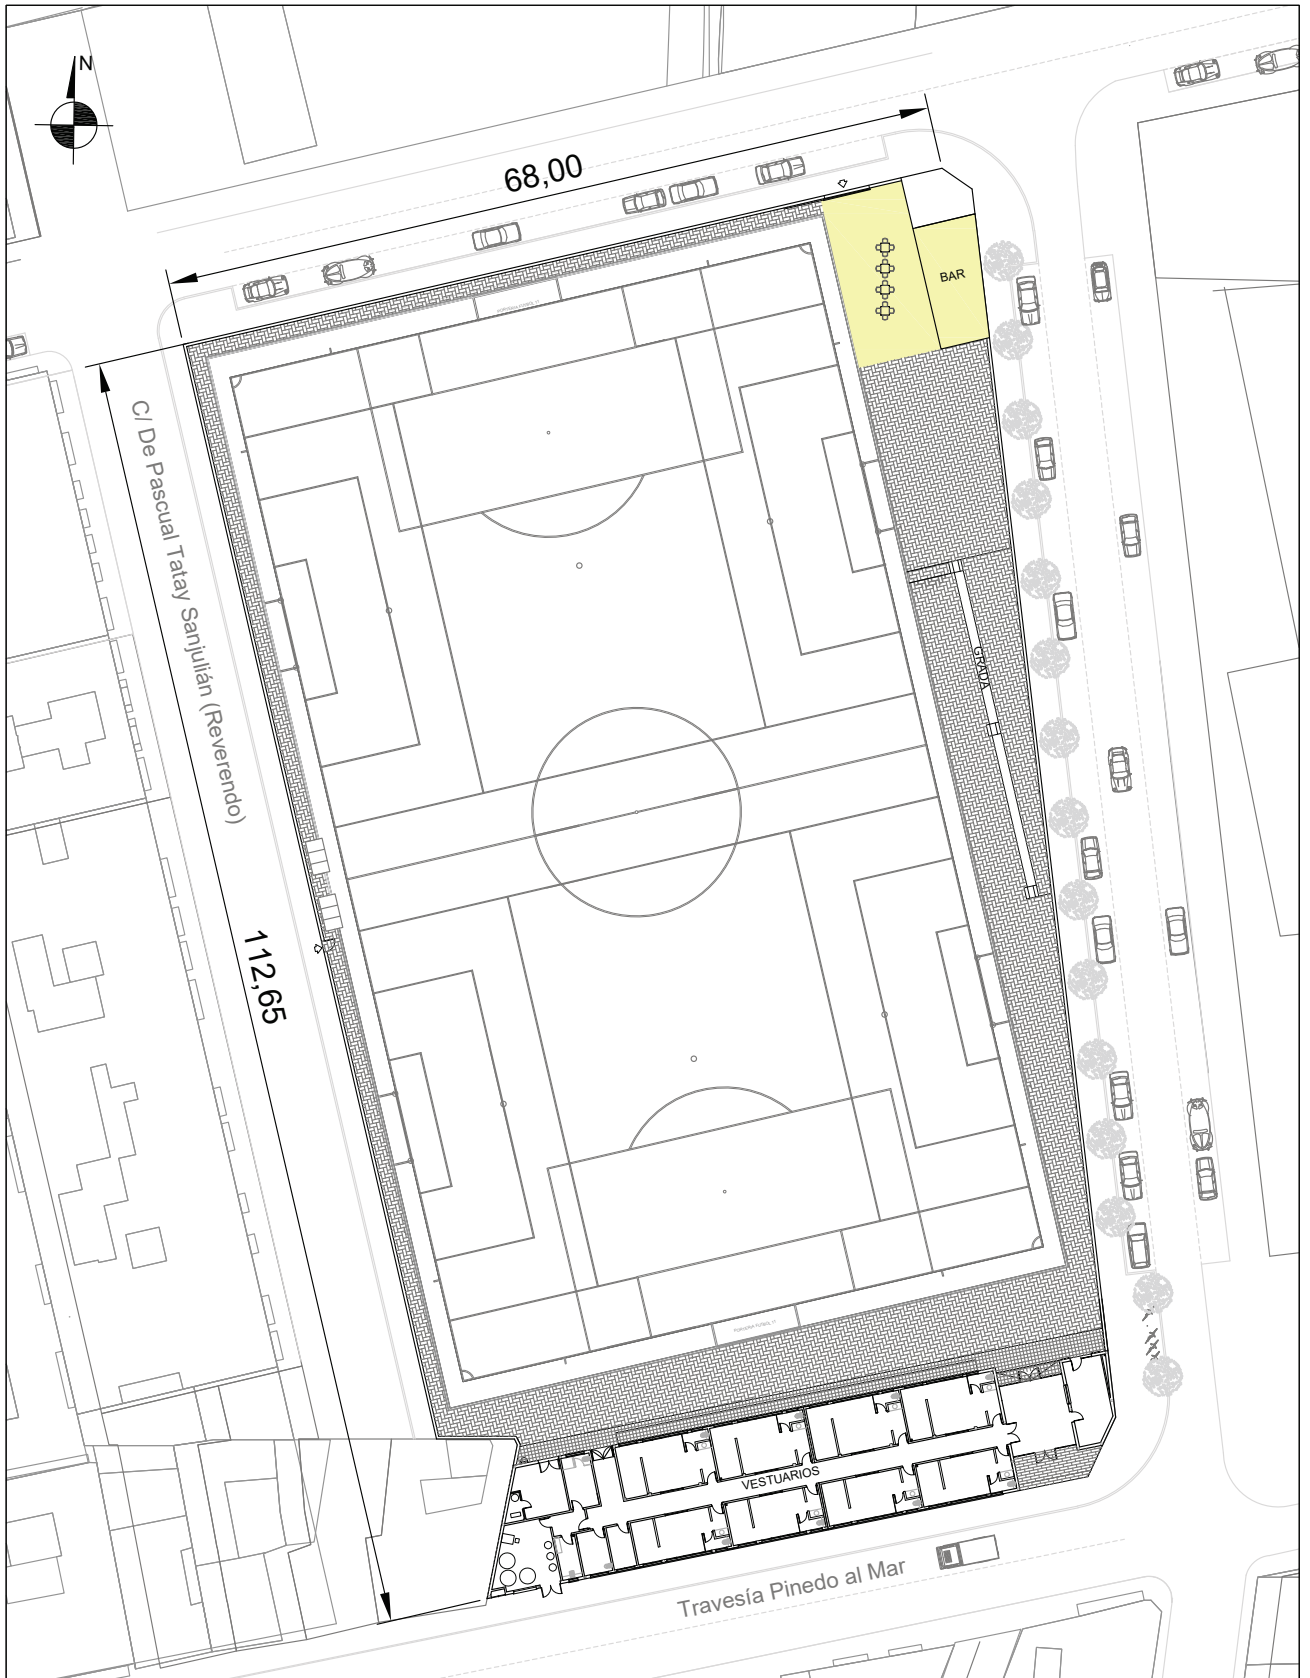 N
68,00
BAR
C/ De Pascual Tatay Sanjulián (Reverendo)
GRADA
112,65
VESTUARIOS
Travesía Pinedo al Mar